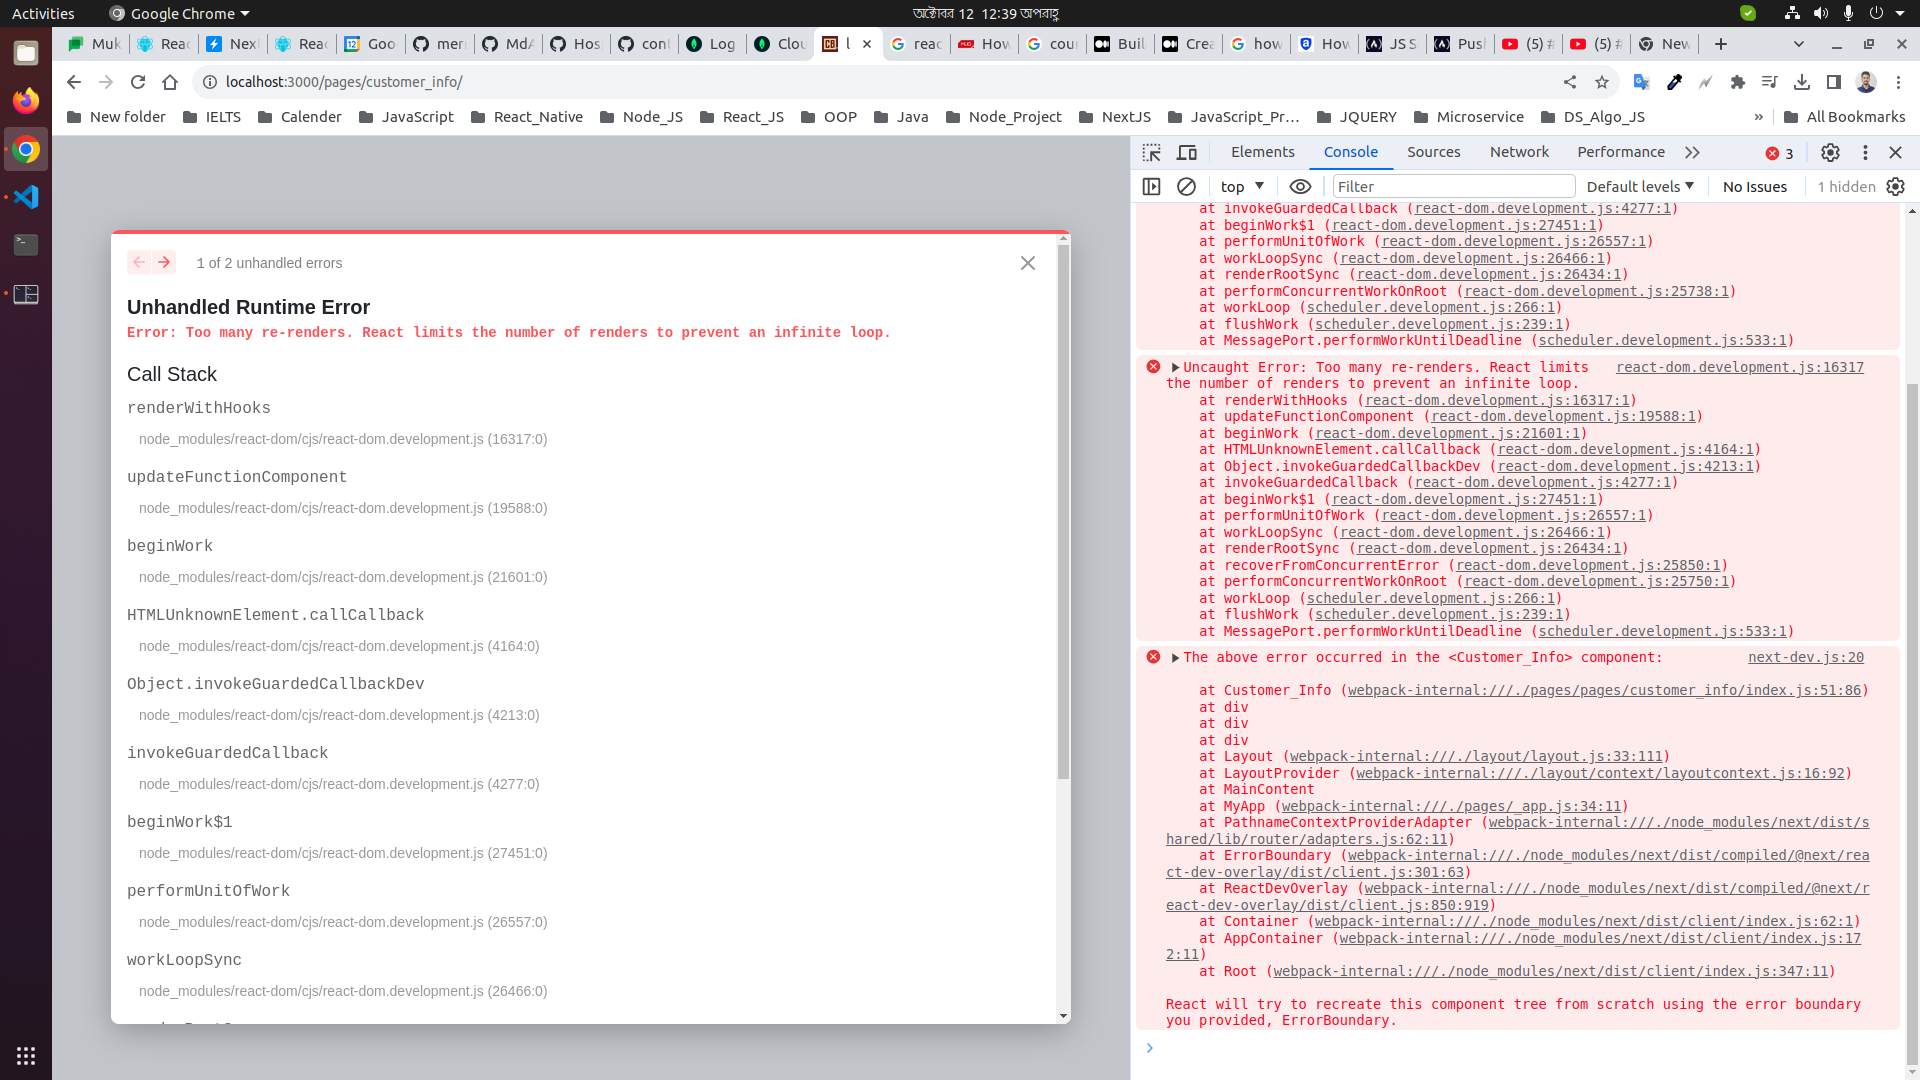 Activities
Google Chrome
অক্টোবর 12 12:39 অপরাহ্ণ
Muk
Reac
Nex
Reac
Goo
mer
MdA
Hos
con
Log
Clou
l
reac
How
cour
Buil
Crea
how
How
JS S
Pus
(5)
(5)
New
localhost:3000/pages/customer_info/
New folder
IELTS
Calender
JavaScript
React_Native
Node_JS
React_JS
OOP
Java
Node_Project
NextJS
JavaScript_Pr…
JQUERY
Microservice
DS_Algo_JS
»
All Bookmarks
1 of 2 unhandled errors
Unhandled Runtime Error
Error: Too many re-renders. React limits the number of renders to prevent an infinite loop.
Call Stack
renderWithHooks
node_modules/react-dom/cjs/react-dom.development.js (16317:0)
updateFunctionComponent
node_modules/react-dom/cjs/react-dom.development.js (19588:0)
beginWork
node_modules/react-dom/cjs/react-dom.development.js (21601:0)
HTMLUnknownElement.callCallback
node_modules/react-dom/cjs/react-dom.development.js (4164:0)
Object.invokeGuardedCallbackDev
node_modules/react-dom/cjs/react-dom.development.js (4213:0)
invokeGuardedCallback
node_modules/react-dom/cjs/react-dom.development.js (4277:0)
beginWork$1
node_modules/react-dom/cjs/react-dom.development.js (27451:0)
performUnitOfWork
node_modules/react-dom/cjs/react-dom.development.js (26557:0)
workLoopSync
node_modules/react-dom/cjs/react-dom.development.js (26466:0)
Elements
Console
Sources
Network
Performance
3
top
Filter
Default levels
No Issues
1 hidden
at invokeGuardedCallback (react-dom.development.js:4277:1)
at beginWork$1 (react-dom.development.js:27451:1)
at performUnitOfWork (react-dom.development.js:26557:1)
at workLoopSync (react-dom.development.js:26466:1)
at renderRootSync (react-dom.development.js:26434:1)
at performConcurrentWorkOnRoot (react-dom.development.js:25738:1)
at workLoop (scheduler.development.js:266:1)
at flushWork (scheduler.development.js:239:1)
at MessagePort.performWorkUntilDeadline (scheduler.development.js:533:1)
Uncaught Error: Too many re-renders. React limits react-dom.development.js:16317
the number of renders to prevent an infinite loop.
at renderWithHooks (react-dom.development.js:16317:1)
at updateFunctionComponent (react-dom.development.js:19588:1)
at beginWork (react-dom.development.js:21601:1)
at HTMLUnknownElement.callCallback (react-dom.development.js:4164:1)
at Object.invokeGuardedCallbackDev (react-dom.development.js:4213:1)
at invokeGuardedCallback (react-dom.development.js:4277:1)
at beginWork$1 (react-dom.development.js:27451:1)
at performUnitOfWork (react-dom.development.js:26557:1)
at workLoopSync (react-dom.development.js:26466:1)
at renderRootSync (react-dom.development.js:26434:1)
at recoverFromConcurrentError (react-dom.development.js:25850:1)
at performConcurrentWorkOnRoot (react-dom.development.js:25750:1)
at workLoop (scheduler.development.js:266:1)
at flushWork (scheduler.development.js:239:1)
at MessagePort.performWorkUntilDeadline (scheduler.development.js:533:1)
The above error occurred in the <Customer_Info> component: next-dev.js:20
at Customer_Info (webpack-internal:///./pages/pages/customer_info/index.js:51:86)
at div
at div
at div
at Layout (webpack-internal:///./layout/layout.js:33:111)
at LayoutProvider (webpack-internal:///./layout/context/layoutcontext.js:16:92)
at MainContent
at MyApp (webpack-internal:///./pages/_app.js:34:11)
at PathnameContextProviderAdapter (webpack-internal:///./node_modules/next/dist/s
hared/lib/router/adapters.js:62:11)
at ErrorBoundary (webpack-internal:///./node_modules/next/dist/compiled/@next/rea
ct-dev-overlay/dist/client.js:301:63)
at ReactDevOverlay (webpack-internal:///./node_modules/next/dist/compiled/@next/r
eact-dev-overlay/dist/client.js:850:919)
at Container (webpack-internal:///./node_modules/next/dist/client/index.js:62:1)
at AppContainer (webpack-internal:///./node_modules/next/dist/client/index.js:17
2:11)
at Root (webpack-internal:///./node_modules/next/dist/client/index.js:347:11)
React will try to recreate this component tree from scratch using the error boundary
you provided, ErrorBoundary.